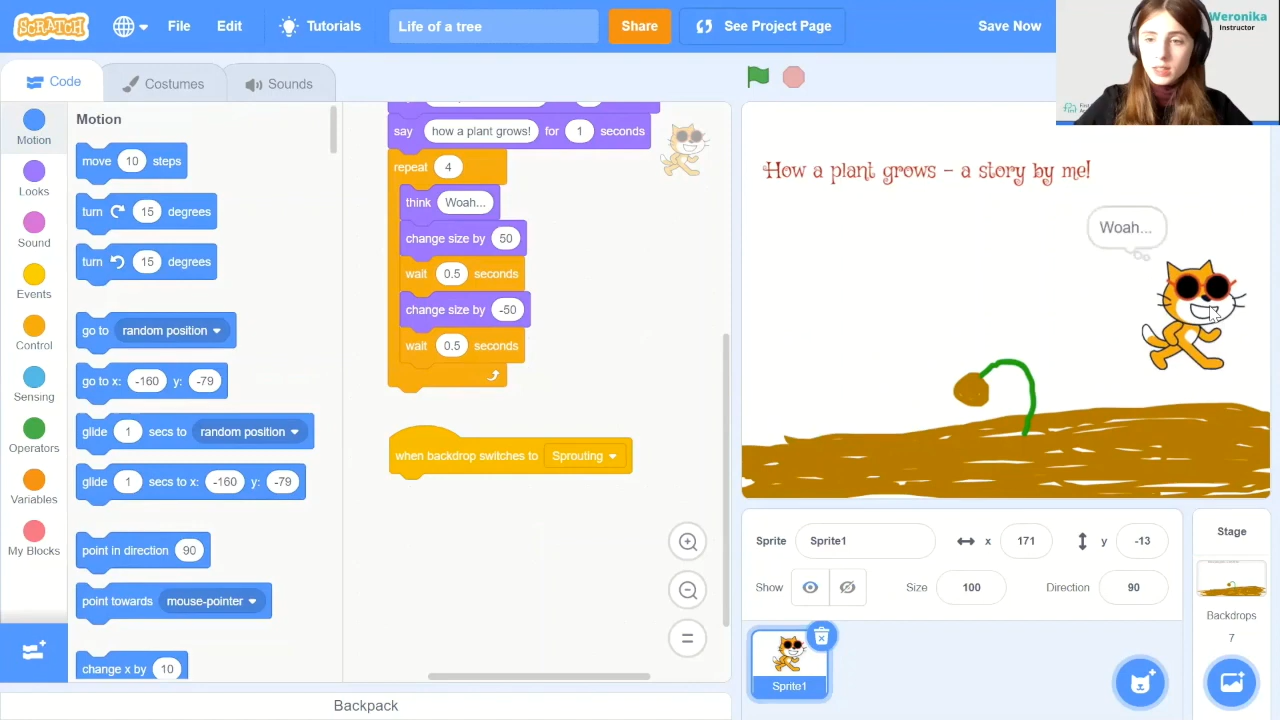 SCRATCH
File
Edit
Tutorials
Life of a tree
Share
See Project Page
Save Now
Weronika
Instructor
Code
Costumes
Sounds
Motion
Looks
Sound
Events
Control
Sensing
Operators
Variables
My Blocks
Motion
move 10 steps
turn 15 degrees
turn 15 degrees
go to random position
go to x: -160 y: -79
glide 1 secs to random position
glide 1 secs to x: -160 y: -79
point in direction 90
point towards mouse-pointer
change x by 10
say how a plant grows! for 1 seconds
repeat 4
think Woah...
change size by 50
wait 0.5 seconds
change size by -50
wait 0.5 seconds
when backdrop switches to Sprouting
How a plant grows - a story by me!
Woah...
Sprite Sprite1 x 171 y -13
Show Size 100 Direction 90
Sprite1
Stage
Backdrops
7
Backpack